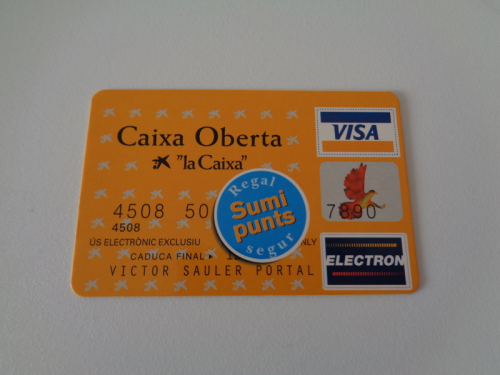 Caixa Oberta
"la Caixa"
VISA
Regal
Sumi
punts
segur
4508 50 7890
4508
ÚS ELECTRÒNIC EXCLUSIU NLY
CADUCA FINAL
ELECTRON
VICTOR SAULER PORTAL